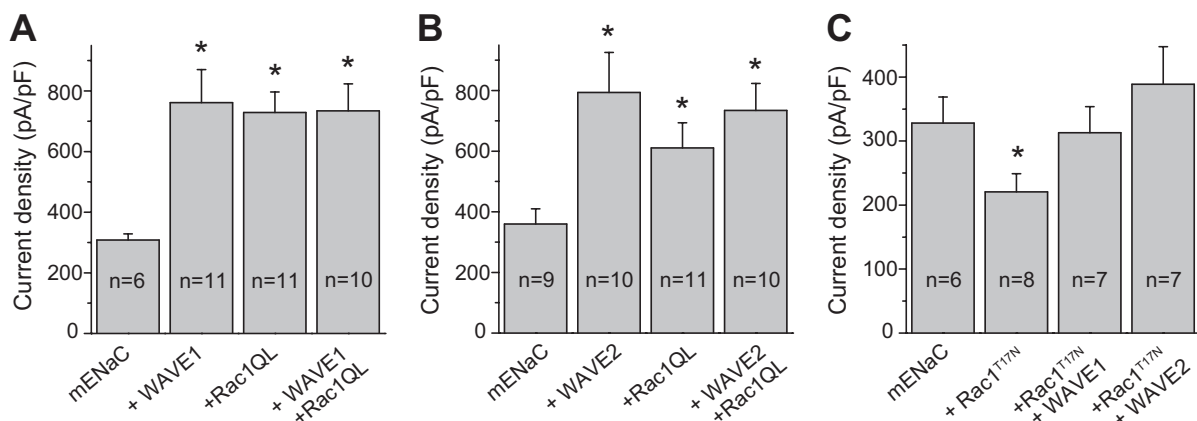 A
Current density (pA/pF)
800
600
400
200
0
*
*
*
n=6
n=11
n=11
n=10
mENaC
+ WAVE1
+Rac1QL
+ WAVE1
+Rac1QL
B
Current density (pA/pF)
800
600
400
200
0
*
*
*
n=9
n=10
n=11
n=10
mENaC
+ WAVE2
+Rac1QL
+ WAVE2
+Rac1QL
C
Current density (pA/pF)
400
300
200
100
0
*
n=6
n=8
n=7
n=7
mENaC
+ Rac1ᵀ¹⁷ᴺ
+Rac1ᵀ¹⁷ᴺ
+ WAVE1
+Rac1ᵀ¹⁷ᴺ
+ WAVE2